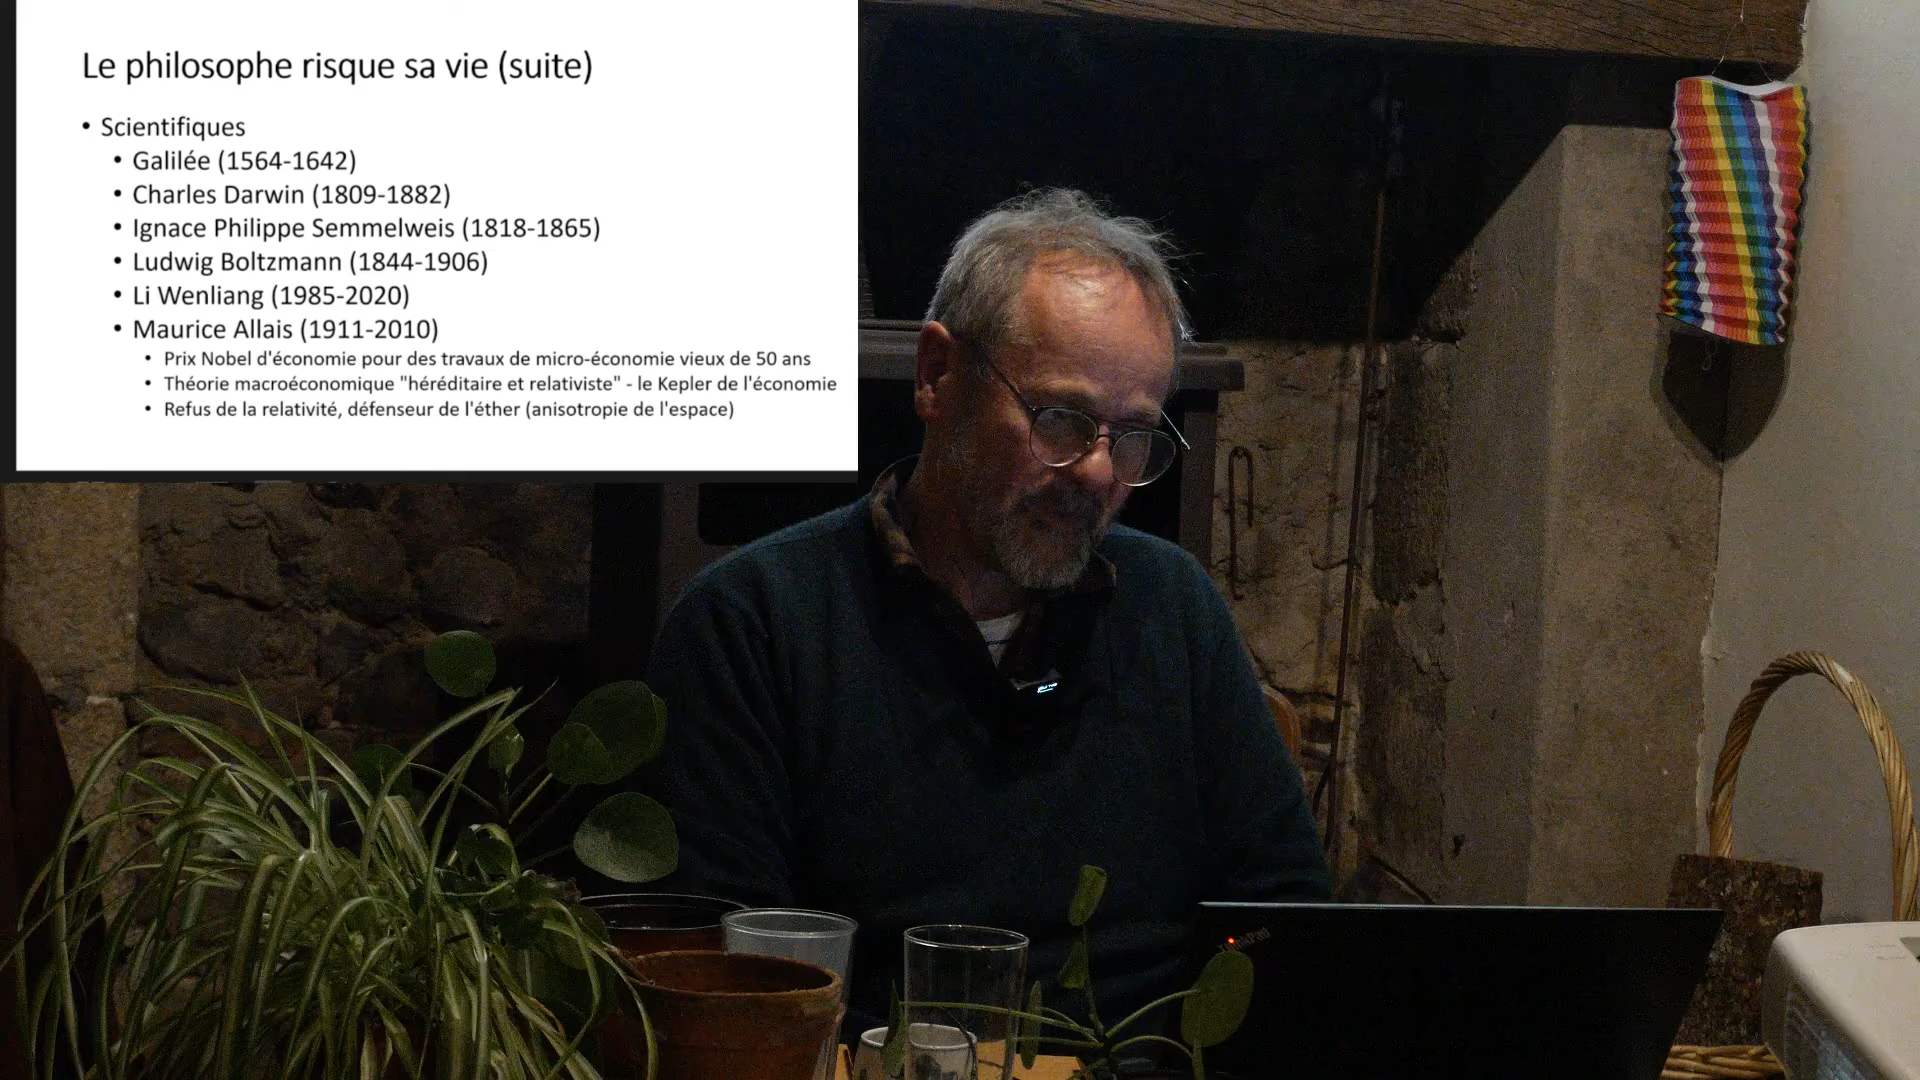 Le philosophe risque sa vie (suite)
• Scientifiques
• Galilée (1564-1642)
• Charles Darwin (1809-1882)
• Ignace Philippe Semmelweis (1818-1865)
• Ludwig Boltzmann (1844-1906)
• Li Wenliang (1985-2020)
• Maurice Allais (1911-2010)
• Prix Nobel d'économie pour des travaux de micro-économie vieux de 50 ans
• Théorie macroéconomique "héréditaire et relativiste" - le Kepler de l'économie
• Refus de la relativité, défenseur de l'éther (anisotropie de l'espace)
ThinkPad